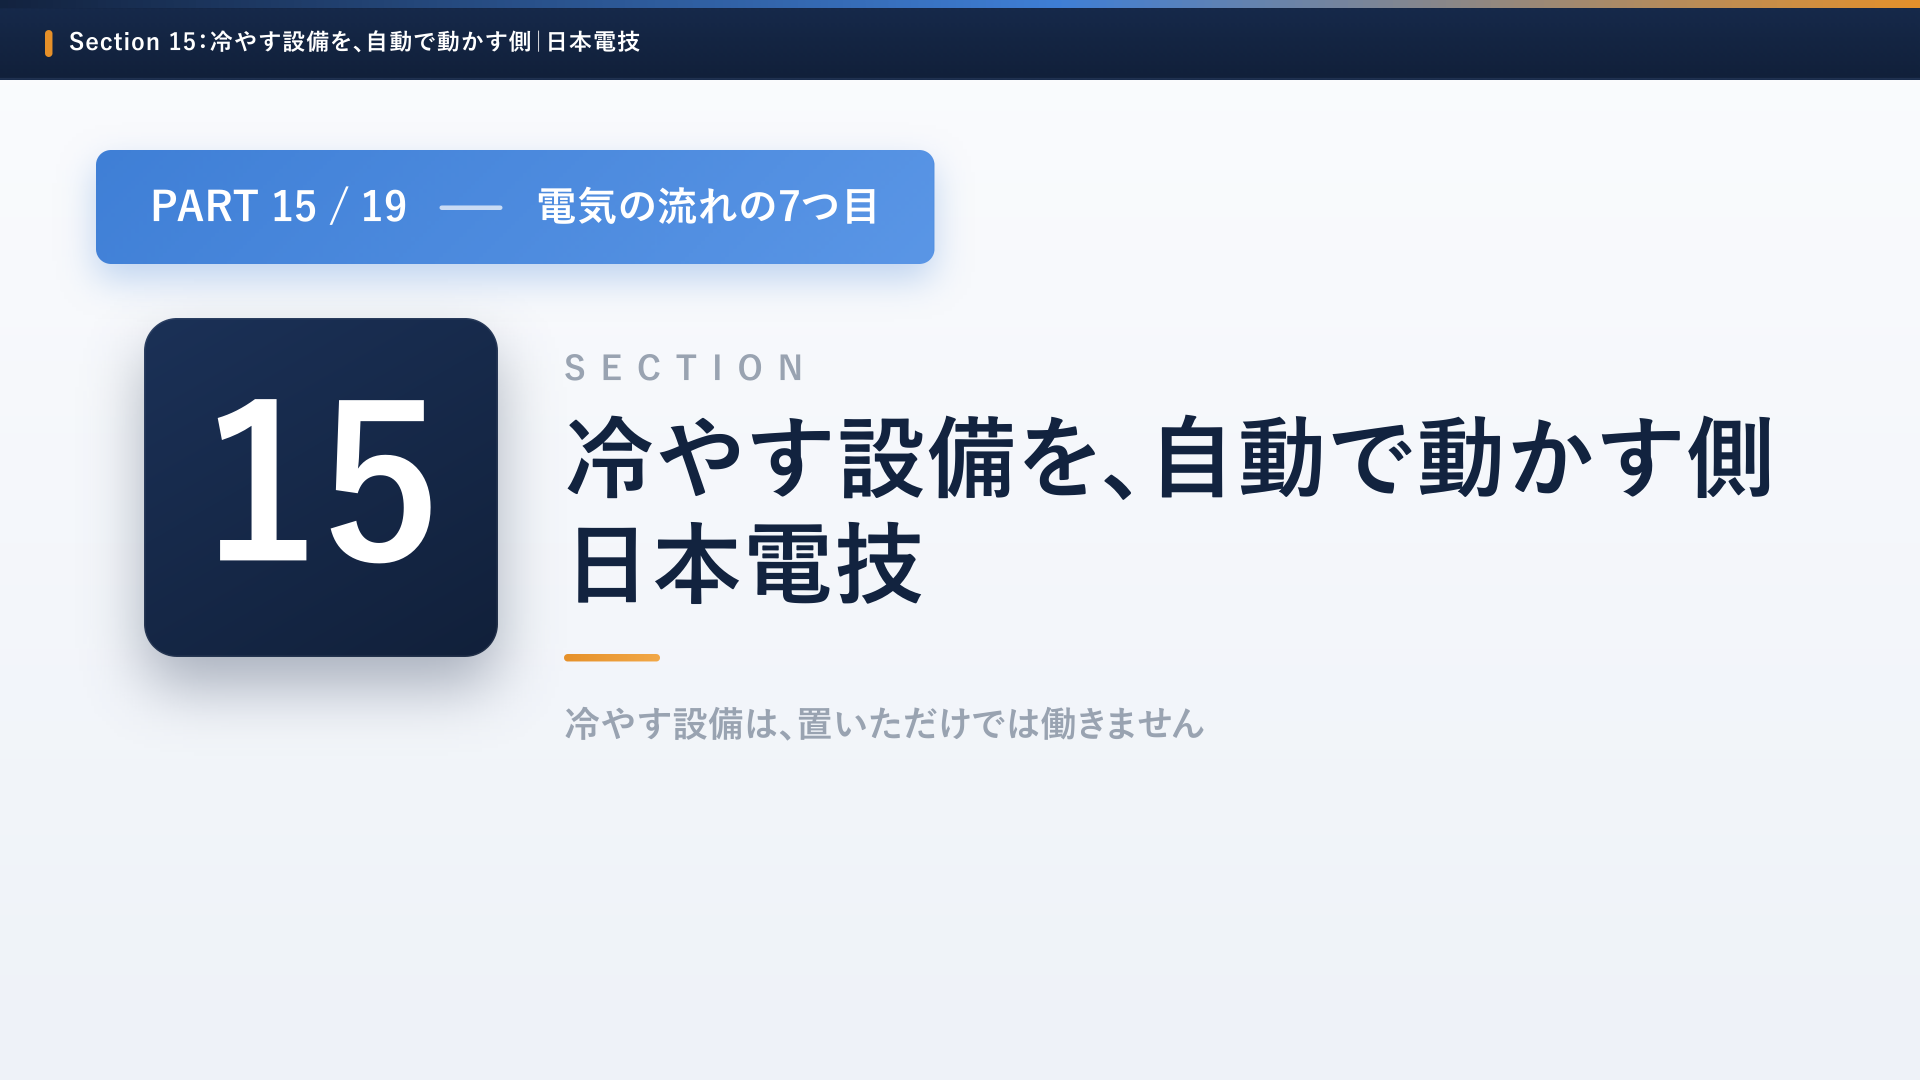 Section 15：冷やす設備を、自動で動かす側｜日本電技
PART 15 / 19 — 電気の流れの7つ目
15
SECTION
冷やす設備を、自動で動かす側
日本電技
冷やす設備は、置いただけでは働きません